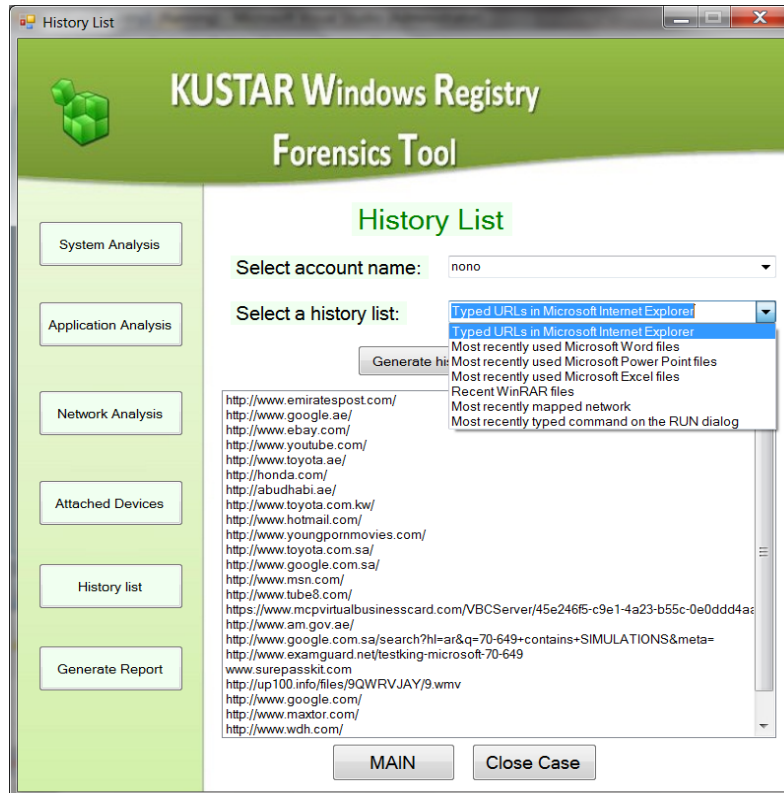 History List
KUSTAR Windows Registry
Forensics Tool
System Analysis
Application Analysis
Network Analysis
Attached Devices
History list
Generate Report
History List
Select account name:
nono
Select a history list:
Typed URLs in Microsoft Internet Explorer
Typed URLs in Microsoft Internet Explorer
Most recently used Microsoft Word files
Most recently used Microsoft Power Point files
Most recently used Microsoft Excel files
Recent WinRAR files
Most recently mapped network
Most recently typed command on the RUN dialog
Generate his
http://www.emiratespost.com/
http://www.google.ae/
http://www.ebay.com/
http://www.youtube.com/
http://www.toyota.ae/
http://honda.com/
http://abudhabi.ae/
http://www.toyota.com.kw/
http://www.hotmail.com/
http://www.youngpornmovies.com/
http://www.toyota.com.sa/
http://www.google.com.sa/
http://www.msn.com/
http://www.tube8.com/
https://www.mcpvirtualbusinesscard.com/VBCServer/45e246f5-c9e1-4a23-b55c-0e0ddd4aa
http://www.am.gov.ae/
http://www.google.com.sa/search?hl=ar&q=70-649+contains+SIMULATIONS&meta=
http://www.examguard.net/testking-microsoft-70-649
www.surepasskit.com
http://up100.info/files/9QWRVJAY/9.wmv
http://www.google.com/
http://www.maxtor.com/
http://www.wdh.com/
MAIN
Close Case